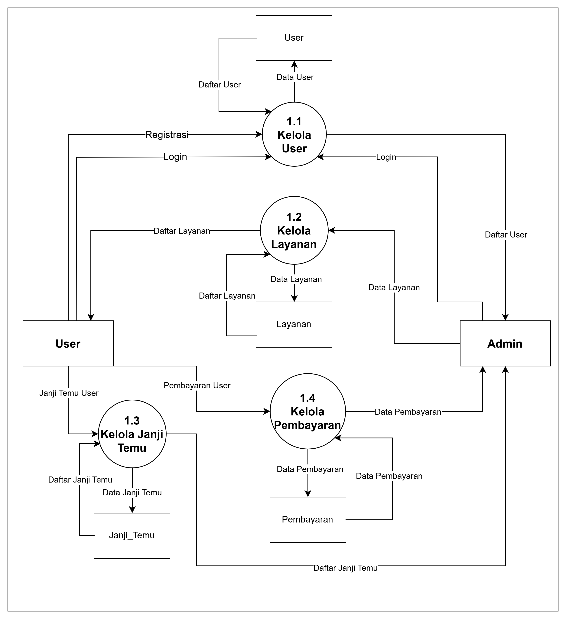 User
Data User
Daftar User
1.1
Kelola
User
Registrasi
Login
Login
1.2
Kelola
Layanan
Daftar Layanan
Daftar User
Data Layanan
Data Layanan
Daftar Layanan
Layanan
User
Admin
Janji Temu User
Pembayaran User
1.4
Kelola
Pembayaran
Data Pembayaran
1.3
Kelola Janji
Temu
Data Pembayaran
Data Pembayaran
Daftar Janji Temu
Data Janji Temu
Pembayaran
Janji_Temu
Daftar Janji Temu